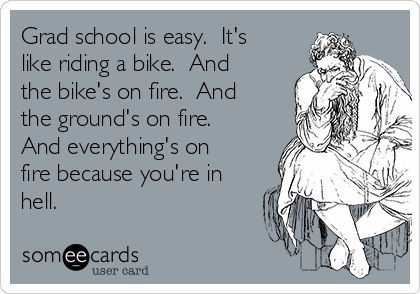 Grad school is easy.  It's
like riding a bike.  And
the bike's on fire.  And
the ground's on fire.
And everything's on
fire because you're in
hell.
someecards
user card